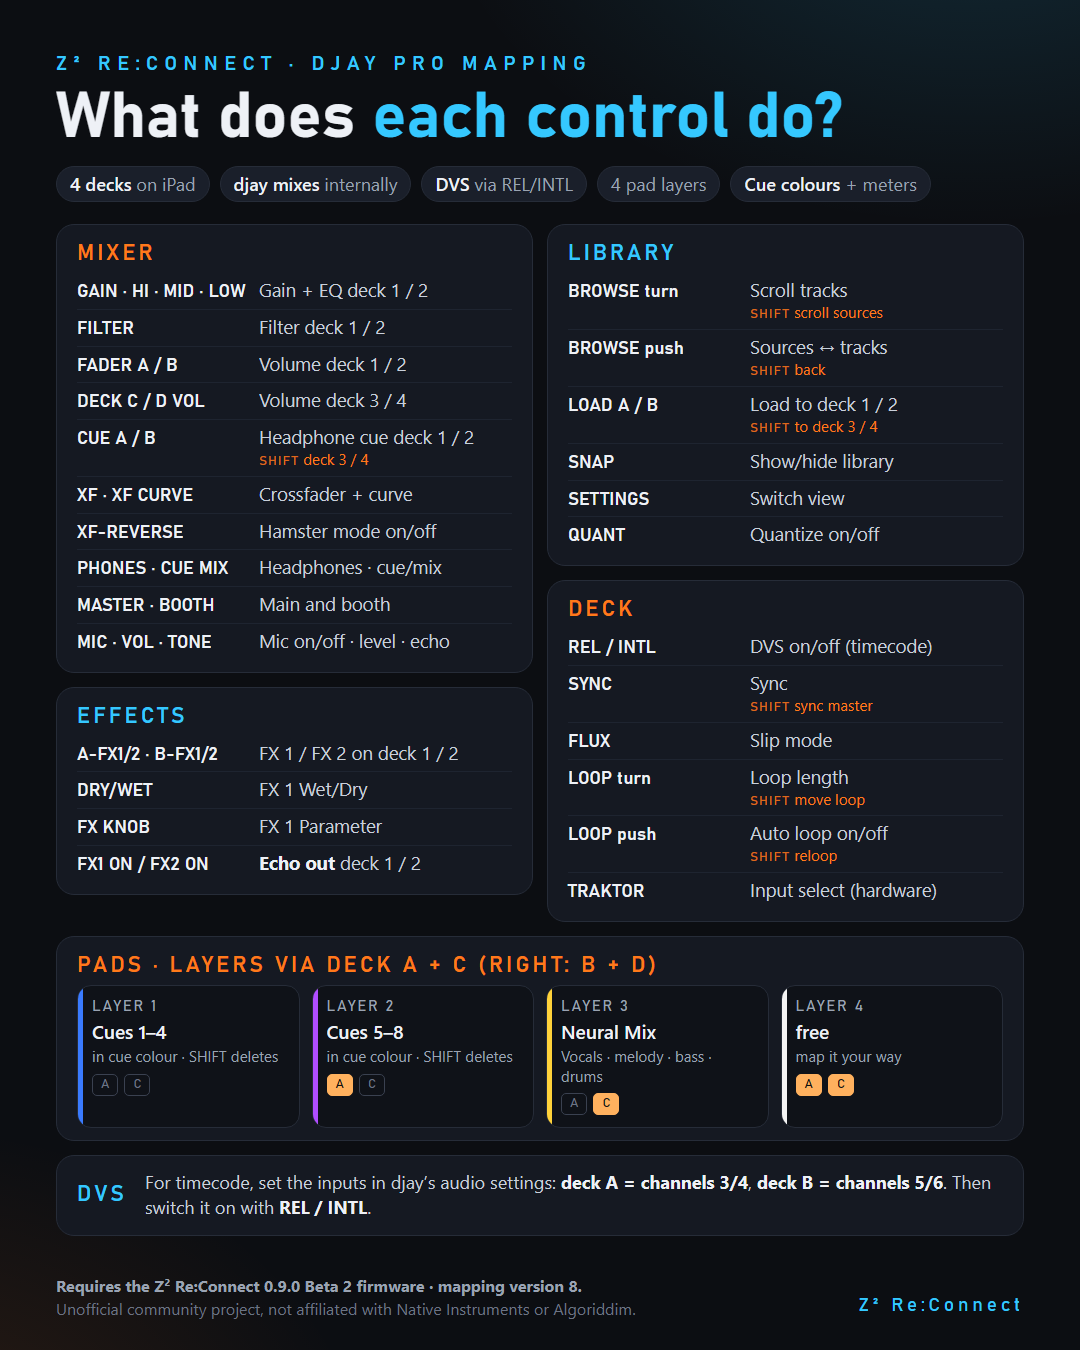 Z² RE:CONNECT · DJAY PRO MAPPING
What does each control do?
4 decks on iPad
djay mixes internally
DVS via REL/INTL
4 pad layers
Cue colours + meters
MIXER
GAIN · HI · MID · LOW Gain + EQ deck 1 / 2
FILTER Filter deck 1 / 2
FADER A / B Volume deck 1 / 2
DECK C / D VOL Volume deck 3 / 4
CUE A / B Headphone cue deck 1 / 2
SHIFT deck 3 / 4
XF · XF CURVE Crossfader + curve
XF-REVERSE Hamster mode on/off
PHONES · CUE MIX Headphones · cue/mix
MASTER · BOOTH Main and booth
MIC · VOL · TONE Mic on/off · level · echo
EFFECTS
A-FX1/2 · B-FX1/2 FX 1 / FX 2 on deck 1 / 2
DRY/WET FX 1 Wet/Dry
FX KNOB FX 1 Parameter
FX1 ON / FX2 ON Echo out deck 1 / 2
LIBRARY
BROWSE turn Scroll tracks
SHIFT scroll sources
BROWSE push Sources ↔ tracks
SHIFT back
LOAD A / B Load to deck 1 / 2
SHIFT to deck 3 / 4
SNAP Show/hide library
SETTINGS Switch view
QUANT Quantize on/off
DECK
REL / INTL DVS on/off (timecode)
SYNC Sync
SHIFT sync master
FLUX Slip mode
LOOP turn Loop length
SHIFT move loop
LOOP push Auto loop on/off
SHIFT reloop
TRAKTOR Input select (hardware)
PADS · LAYERS VIA DECK A + C (RIGHT: B + D)
LAYER 1
Cues 1–4
in cue colour · SHIFT deletes
A C
LAYER 2
Cues 5–8
in cue colour · SHIFT deletes
A C
LAYER 3
Neural Mix
Vocals · melody · bass ·
drums
A C
LAYER 4
free
map it your way
A C
DVS
For timecode, set the inputs in djay’s audio settings: deck A = channels 3/4, deck B = channels 5/6. Then
switch it on with REL / INTL.
Requires the Z² Re:Connect 0.9.0 Beta 2 firmware · mapping version 8.
Unofficial community project, not affiliated with Native Instruments or Algoriddim.
Z² Re:Connect